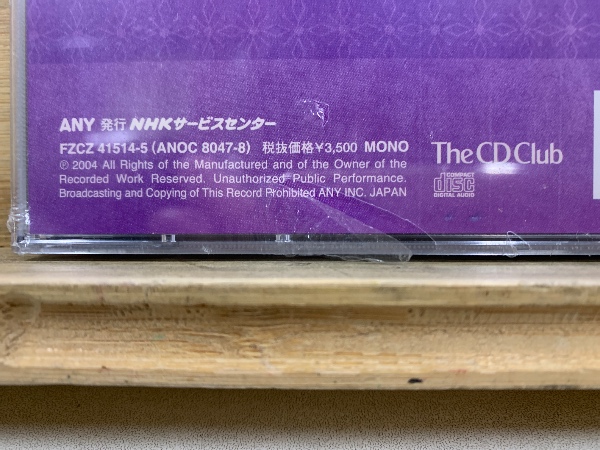 ANY 発行 NHKサービスセンター
FZCZ 41514-5 (ANOC 8047-8) 税抜価格¥3,500 MONO
℗ 2004 All Rights of the Manufactured and of the Owner of the
Recorded Work Reserved. Unauthorized Public Performance.
Broadcasting and Copying of This Record Prohibited ANY INC. JAPAN
The CD Club
COMPACT
disc
DIGITAL AUDIO